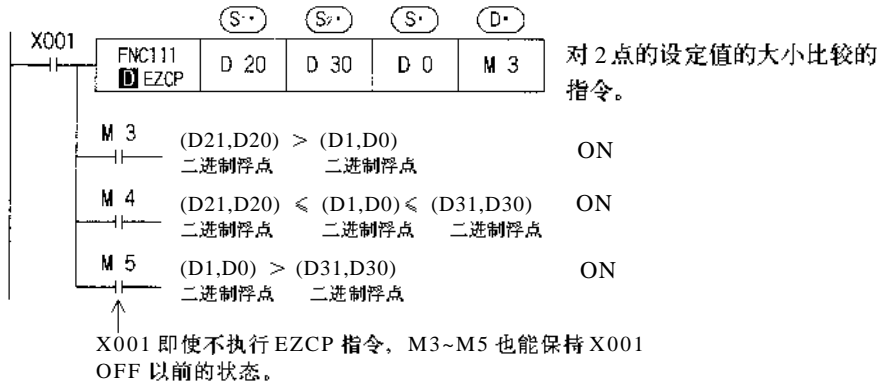 S1· S2· S· D·
X001
FNC111 D 20 D 30 D 0 M 3
D EZCP
对 2 点的设定值的大小比较的
指令。
M 3 (D21,D20) > (D1,D0) ON
二进制浮点 二进制浮点
M 4 (D21,D20) ≤ (D1,D0) ≤ (D31,D30) ON
二进制浮点 二进制浮点 二进制浮点
M 5 (D1,D0) > (D31,D30) ON
二进制浮点 二进制浮点
X001 即使不执行 EZCP 指令，M3~M5 也能保持 X001
OFF 以前的状态。